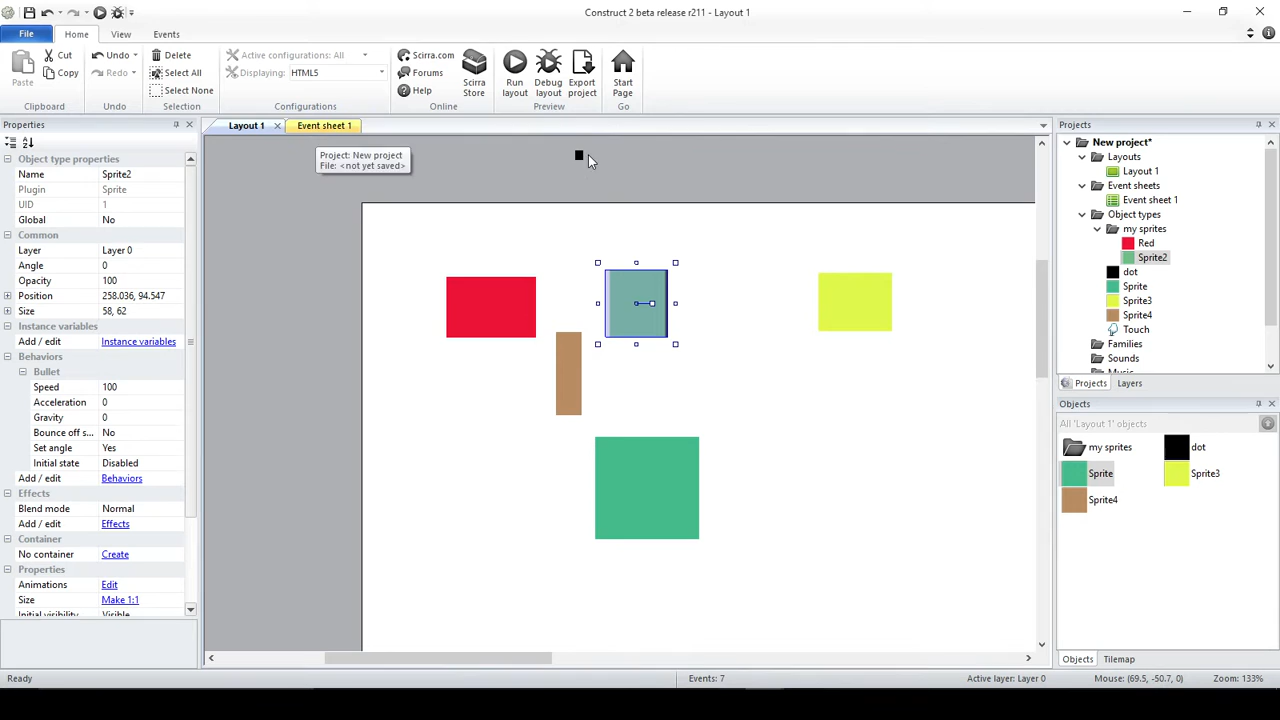 Construct 2 beta release r211 - Layout 1
File
Home
View
Events
Paste
Cut
Copy
Clipboard
Undo
Redo
Undo
Delete
Select All
Select None
Selection
Active configurations: All
Displaying: HTML5
Configurations
Scirra.com
Forums
Help
Scirra Store
Online
Run layout
Debug layout
Export project
Preview
Start Page
Go
Properties
Object type properties
Name Sprite2
Plugin Sprite
UID 1
Global No
Common
Layer Layer 0
Angle 0
Opacity 100
Position 258.036, 94.547
Size 58, 62
Instance variables
Add / edit Instance variables
Behaviors
Bullet
Speed 100
Acceleration 0
Gravity 0
Bounce off s... No
Set angle Yes
Initial state Disabled
Add / edit Behaviors
Effects
Blend mode Normal
Add / edit Effects
Container
No container Create
Properties
Animations Edit
Size Make 1:1
Initial visibility Visible
Layout 1
Event sheet 1
Project: New project
File: <not yet saved>
Projects
New project*
Layouts
Layout 1
Event sheets
Event sheet 1
Object types
my sprites
Red
Sprite2
dot
Sprite
Sprite3
Sprite4
Touch
Families
Sounds
Music
Projects
Layers
Objects
All 'Layout 1' objects
my sprites
dot
Sprite
Sprite3
Sprite4
Objects
Tilemap
Ready
Events: 7
Active layer: Layer 0
Mouse: (69.5, -50.7, 0)
Zoom: 133%